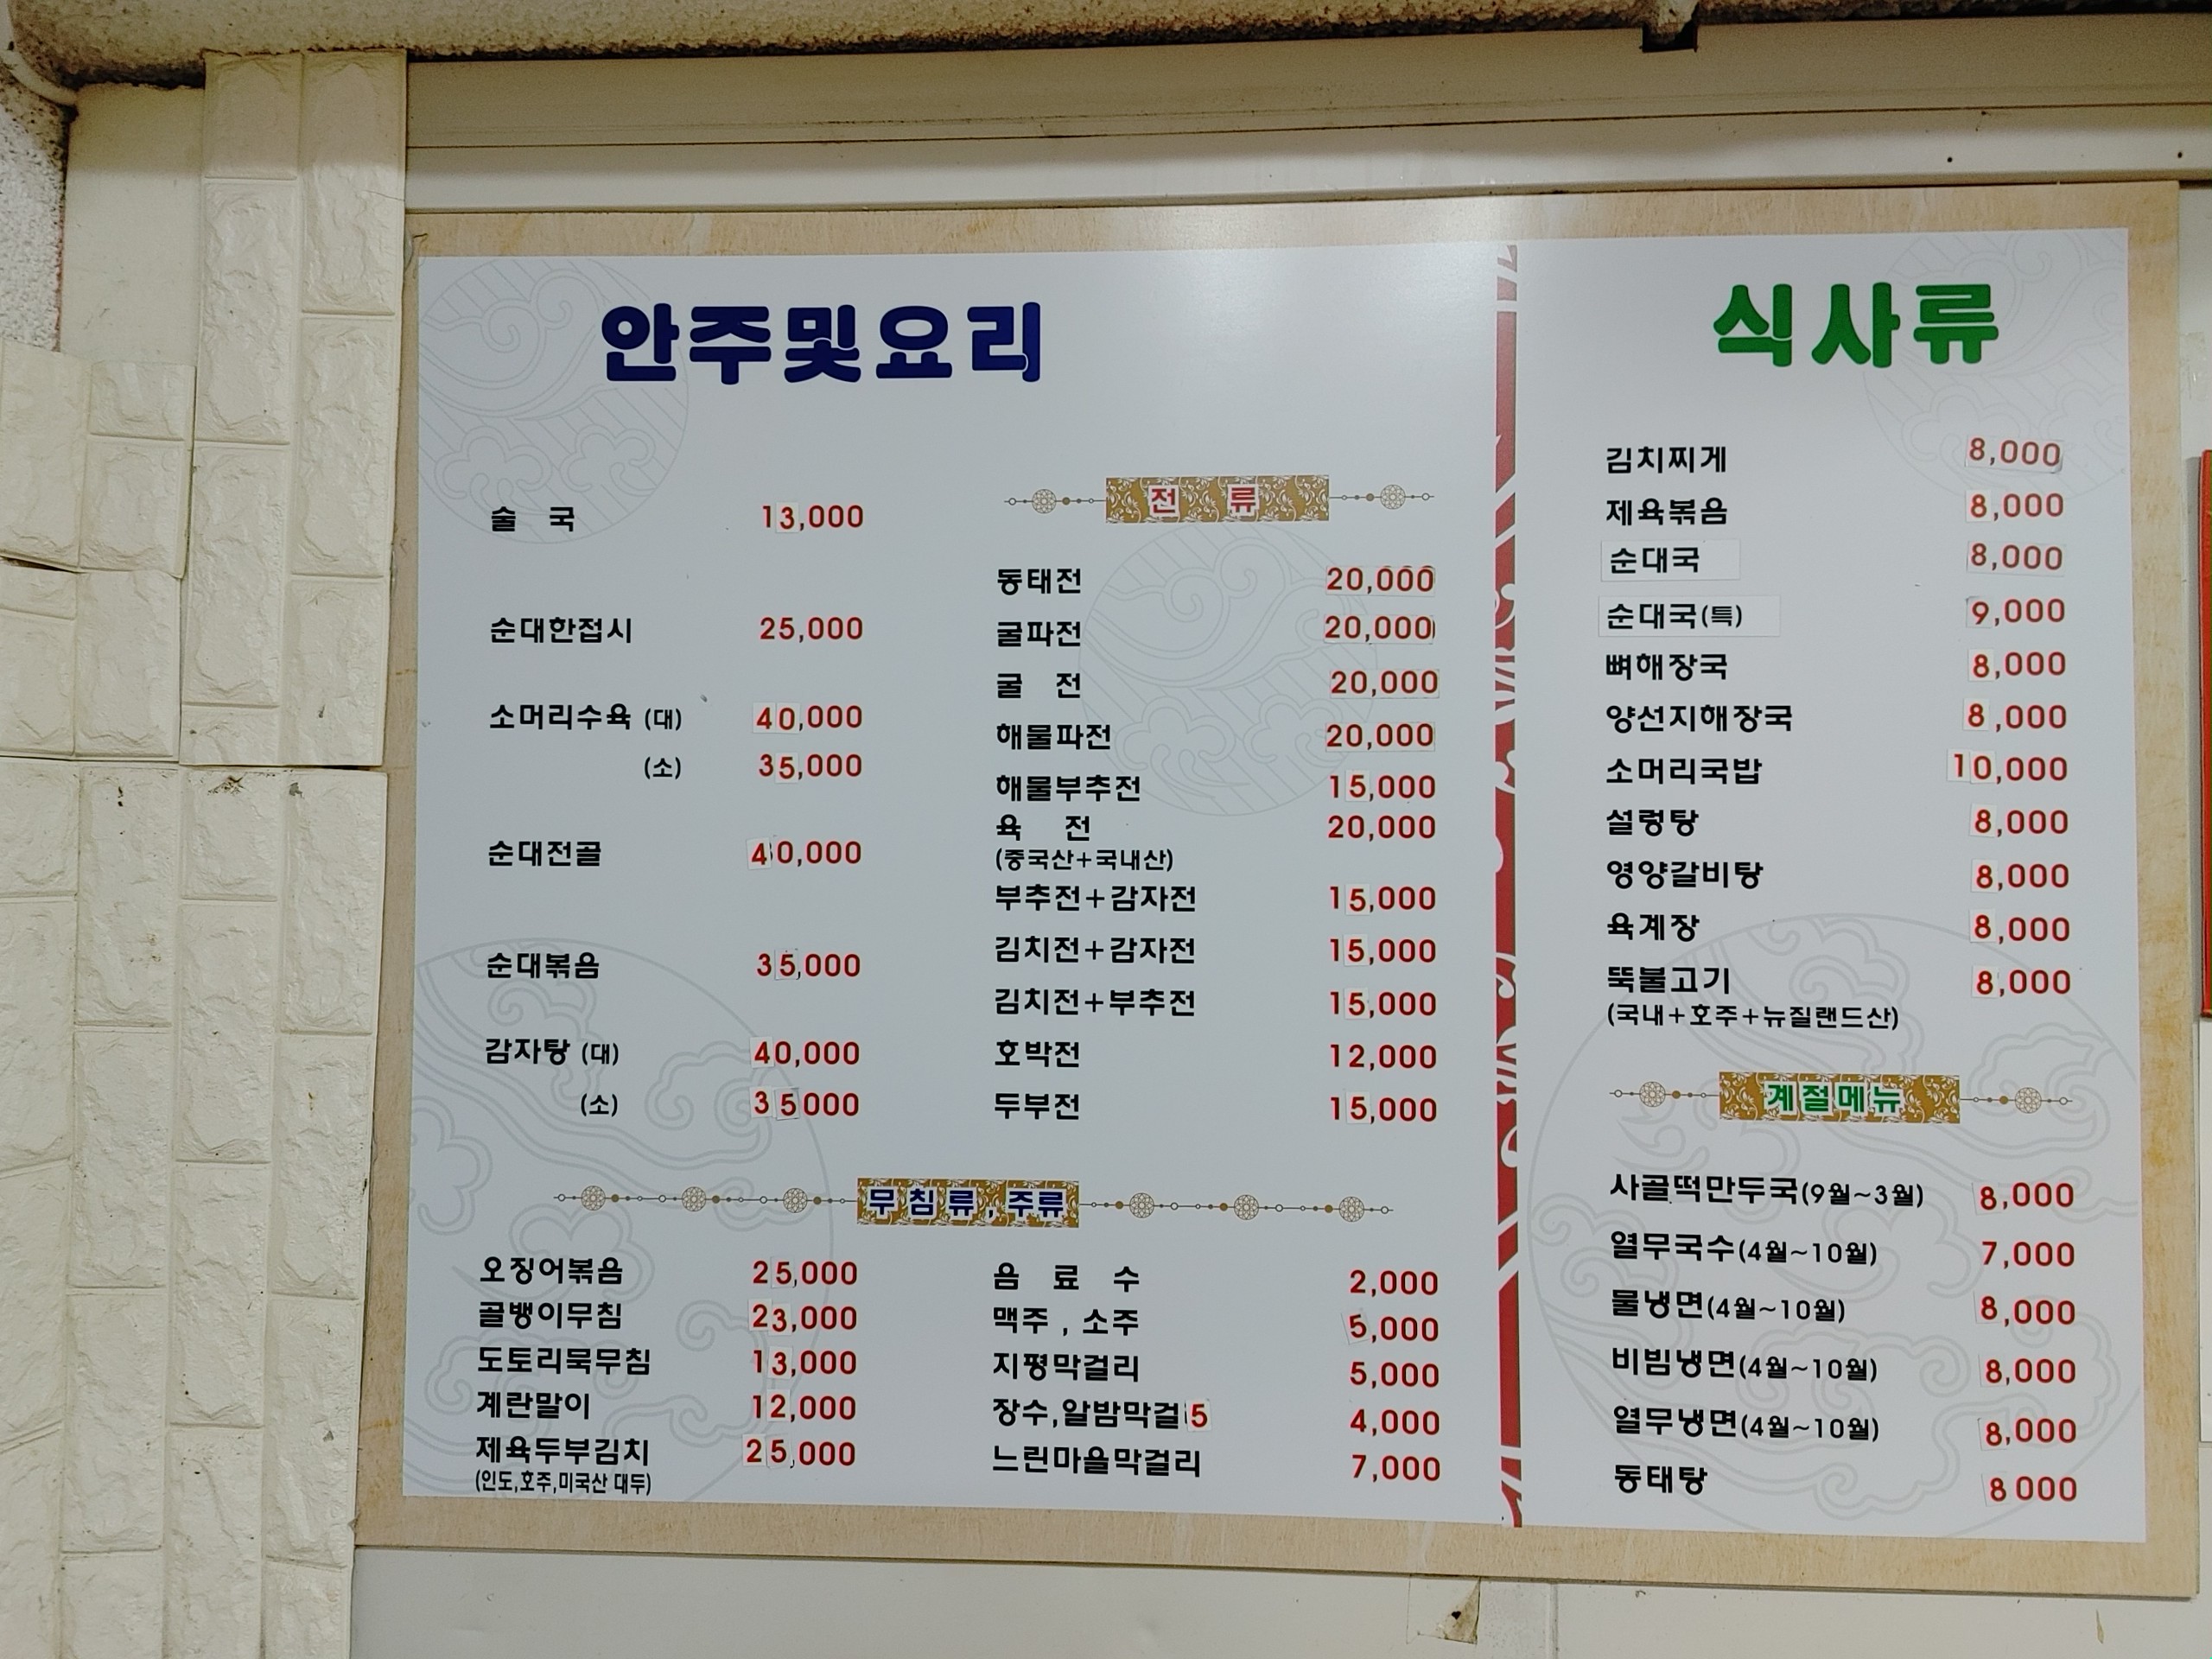 안주및요리
술 국 13,000
순대한접시 25,000
소머리수육 (대) 40,000
(소) 35,000
순대전골 40,000
순대볶음 35,000
감자탕 (대) 40,000
(소) 35000
전 류
동태전 20,000
굴파전 20,000
굴 전 20,000
해물파전 20,000
해물부추전 15,000
육 전 20,000
(중국산+국내산)
부추전+감자전 15,000
김치전+감자전 15,000
김치전+부추전 15,000
호박전 12,000
두부전 15,000
무침류,주류
오징어볶음 25,000
골뱅이무침 23,000
도토리묵무침 13,000
계란말이 12,000
제육두부김치 25,000
(인도,호주,미국산 대두)
음 료 수 2,000
맥주 , 소주 5,000
지평막걸리 5,000
장수,알밤막걸5 4,000
느린마을막걸리 7,000
식사류
김치찌게 8,000
제육볶음 8,000
순대국 8,000
순대국(특) 9,000
뼈해장국 8,000
양선지해장국 8,000
소머리국밥 10,000
설렁탕 8,000
영양갈비탕 8,000
육계장 8,000
뚝불고기 8,000
(국내+호주+뉴질랜드산)
계절메뉴
사골떡만두국(9월~3월) 8,000
열무국수(4월~10월) 7,000
물냉면(4월~10월) 8,000
비빔냉면(4월~10월) 8,000
열무냉면(4월~10월) 8,000
동태탕 8000